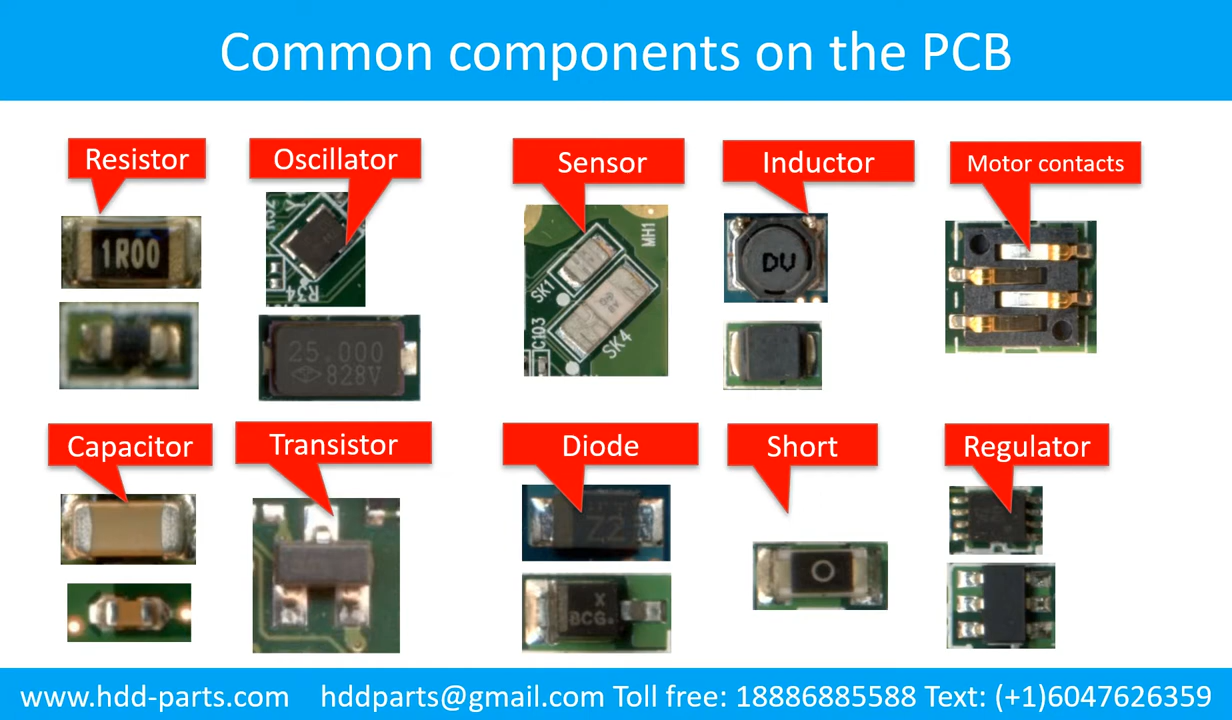 Common components on the PCB
Resistor
Oscillator
Sensor
Inductor
Motor contacts
1R00
R34
25.000
828V
MH1
SK1
SK4
C103
DV
Capacitor
Transistor
Diode
Short
Regulator
Z2
X
BCG.
O
www.hdd-parts.com hddparts@gmail.com Toll free: 18886885588 Text: (+1)6047626359